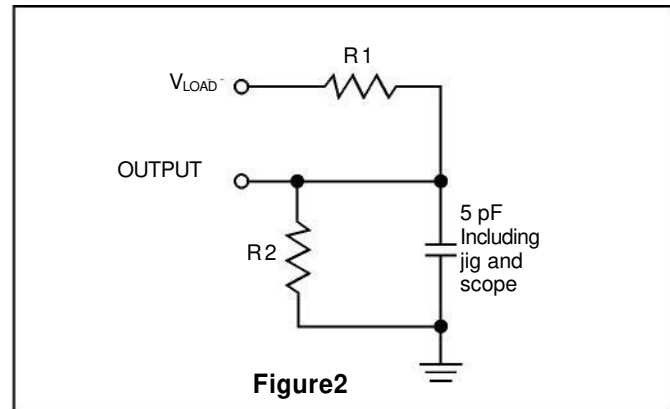 R1
VLOAD
OUTPUT
R2
5 pF
Including
jig and
scope
Figure2